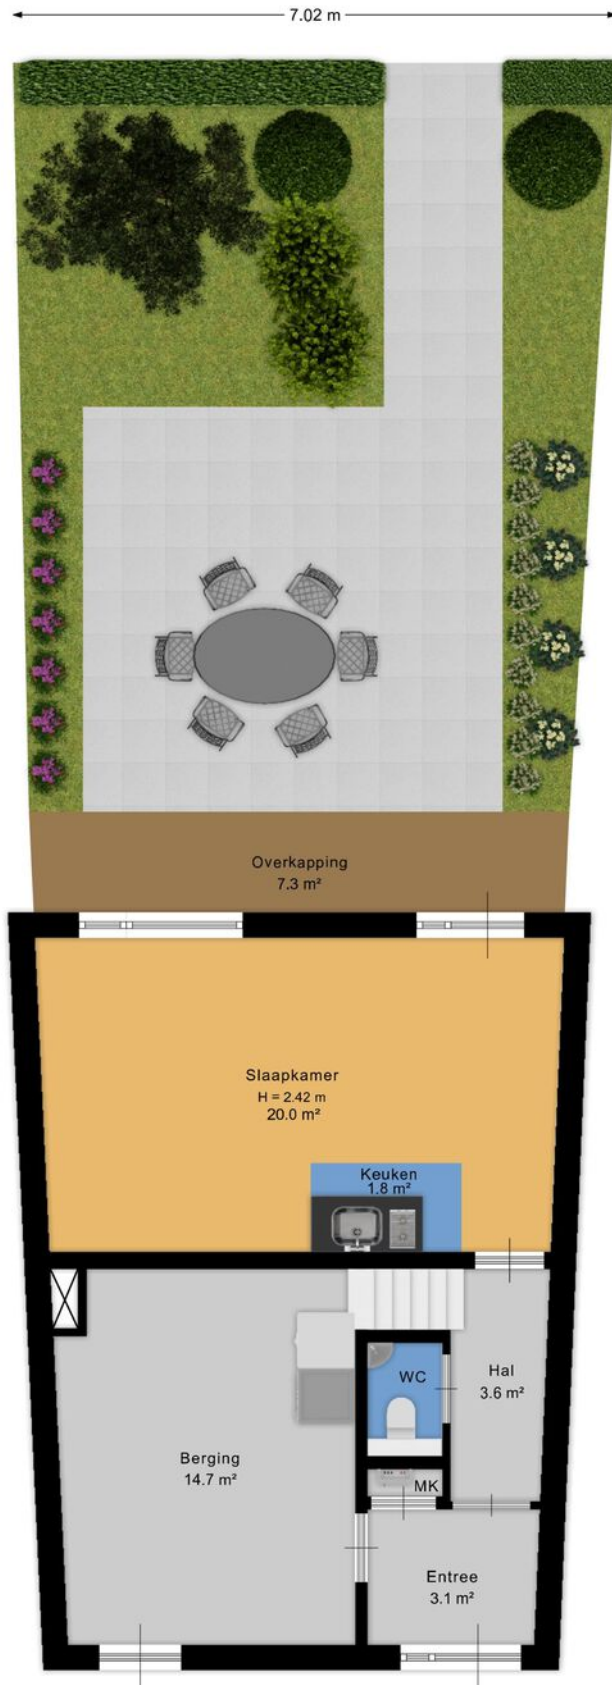 7.02 m
Overkapping
7.3 m²
Slaapkamer
H = 2.42 m
20.0 m²
Keuken
1.8 m²
WC
Hal
3.6 m²
Berging
14.7 m²
MK
Entree
3.1 m²